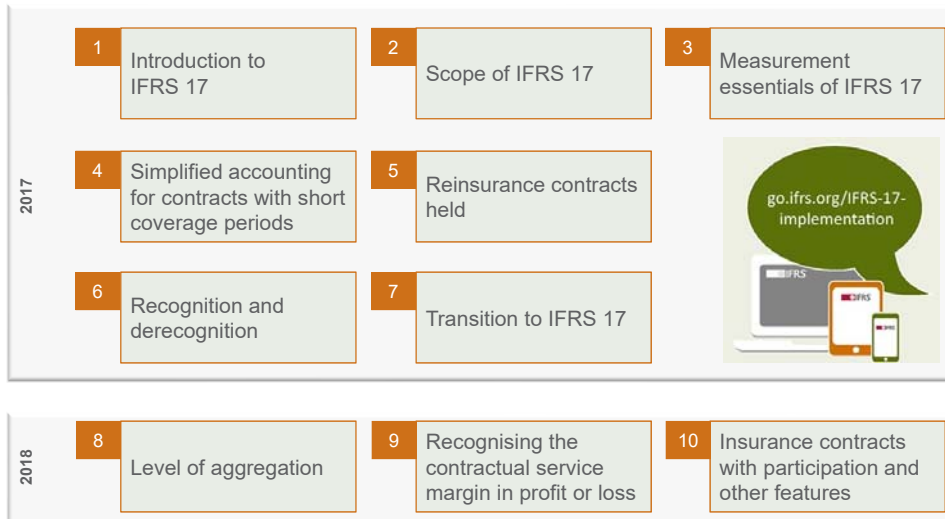 2017
1
Introduction to
IFRS 17
2
Scope of IFRS 17
3
Measurement
essentials of IFRS 17
4
Simplified accounting
for contracts with short
coverage periods
5
Reinsurance contracts
held
go.ifrs.org/IFRS-17-
implementation
IFRS
IFRS
IFRS
6
Recognition and
derecognition
7
Transition to IFRS 17
2018
8
Level of aggregation
9
Recognising the
contractual service
margin in profit or loss
10
Insurance contracts
with participation and
other features